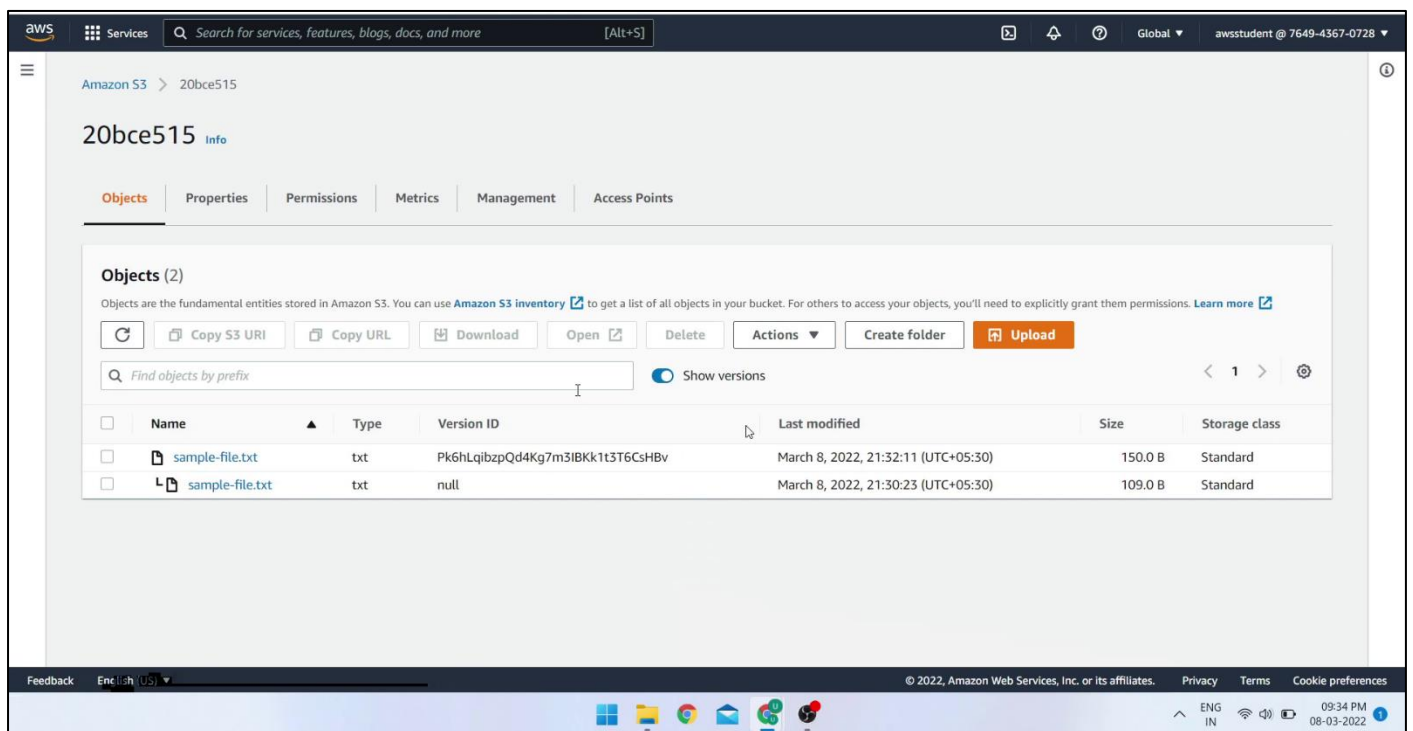 aws Services Search for services, features, blogs, docs, and more [Alt+S] Global ▼ awsstudent @ 7649-4367-0728 ▼
Amazon S3 > 20bce515
20bce515 Info
Objects Properties Permissions Metrics Management Access Points
Objects (2)
Objects are the fundamental entities stored in Amazon S3. You can use Amazon S3 inventory to get a list of all objects in your bucket. For others to access your objects, you'll need to explicitly grant them permissions. Learn more
Copy S3 URI Copy URL Download Open Delete Actions ▼ Create folder Upload
Find objects by prefix Show versions < 1 >
Name ▲ Type Version ID Last modified Size Storage class
sample-file.txt txt Pk6hLqibzpQd4Kg7m3IBKk1t3T6CsHBv March 8, 2022, 21:32:11 (UTC+05:30) 150.0 B Standard
sample-file.txt txt null March 8, 2022, 21:30:23 (UTC+05:30) 109.0 B Standard
Feedback English (US) ▼ © 2022, Amazon Web Services, Inc. or its affiliates. Privacy Terms Cookie preferences
ENG 09:34 PM
IN 08-03-2022 1